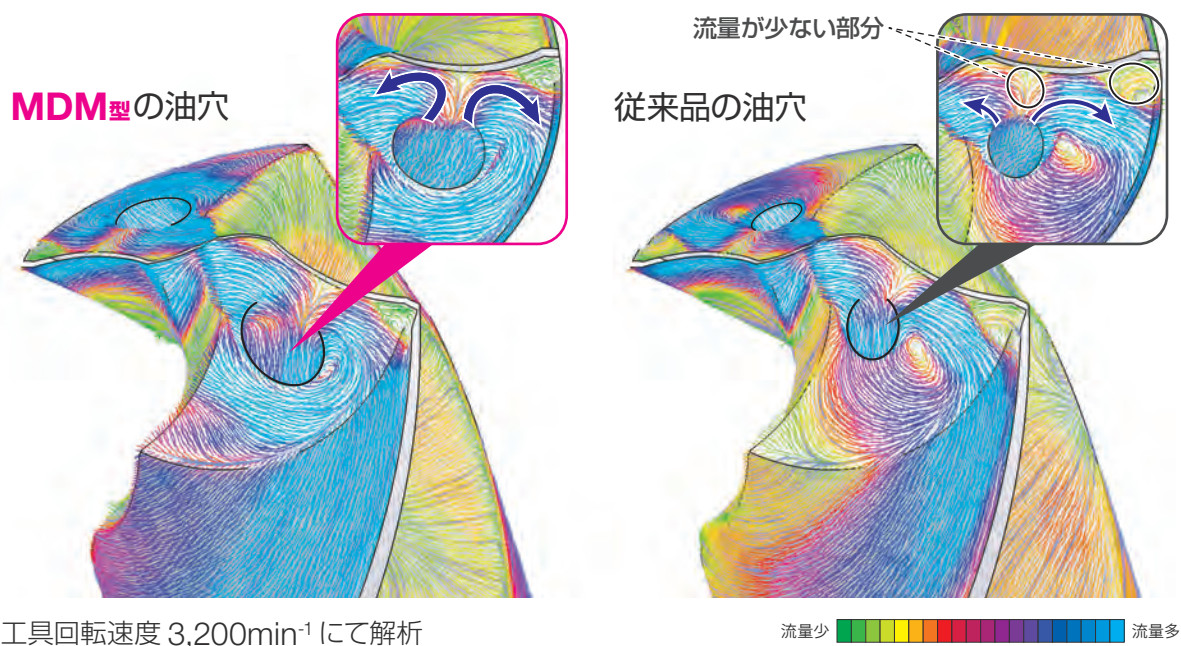 流量が少ない部分
MDM型の油穴
従来品の油穴
工具回転速度 3,200min⁻¹ にて解析
流量少
流量多